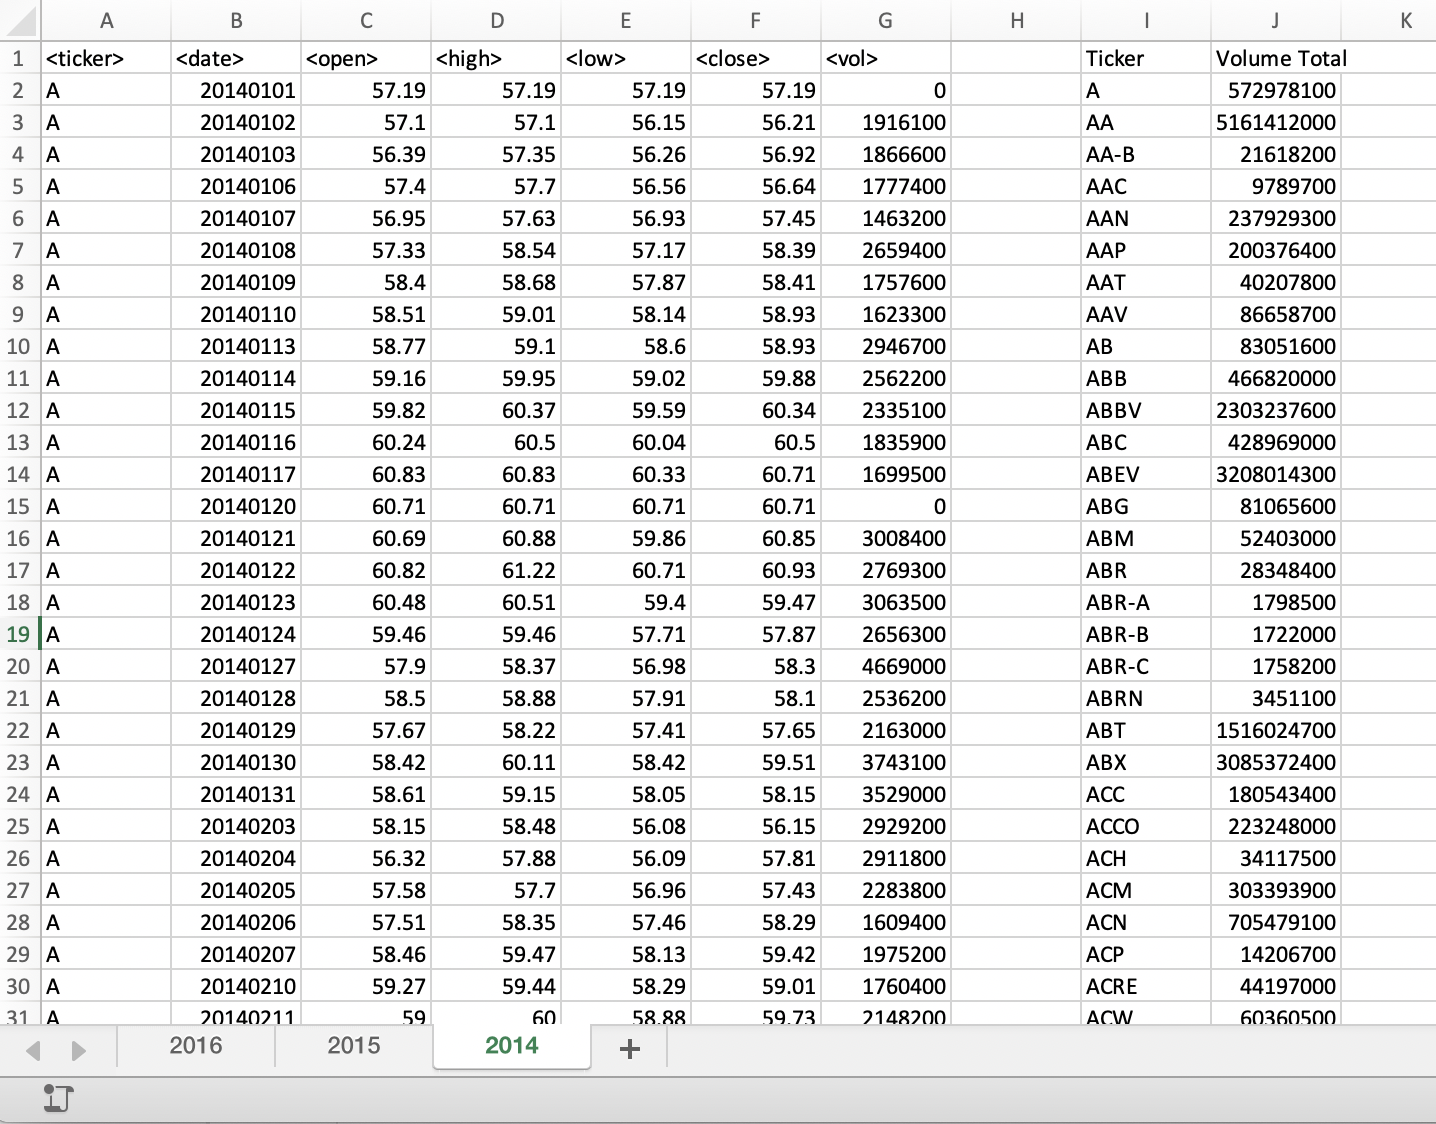 A B C D E F G H I J K
1 <ticker> <date> <open> <high> <low> <close> <vol> Ticker Volume Total
2 A 20140101 57.19 57.19 57.19 57.19 0 A 572978100
3 A 20140102 57.1 57.1 56.15 56.21 1916100 AA 5161412000
4 A 20140103 56.39 57.35 56.26 56.92 1866600 AA-B 21618200
5 A 20140106 57.4 57.7 56.56 56.64 1777400 AAC 9789700
6 A 20140107 56.95 57.63 56.93 57.45 1463200 AAN 237929300
7 A 20140108 57.33 58.54 57.17 58.39 2659400 AAP 200376400
8 A 20140109 58.4 58.68 57.87 58.41 1757600 AAT 40207800
9 A 20140110 58.51 59.01 58.14 58.93 1623300 AAV 86658700
10 A 20140113 58.77 59.1 58.6 58.93 2946700 AB 83051600
11 A 20140114 59.16 59.95 59.02 59.88 2562200 ABB 466820000
12 A 20140115 59.82 60.37 59.59 60.34 2335100 ABBV 2303237600
13 A 20140116 60.24 60.5 60.04 60.5 1835900 ABC 428969000
14 A 20140117 60.83 60.83 60.33 60.71 1699500 ABEV 3208014300
15 A 20140120 60.71 60.71 60.71 60.71 0 ABG 81065600
16 A 20140121 60.69 60.88 59.86 60.85 3008400 ABM 52403000
17 A 20140122 60.82 61.22 60.71 60.93 2769300 ABR 28348400
18 A 20140123 60.48 60.51 59.4 59.47 3063500 ABR-A 1798500
19 A 20140124 59.46 59.46 57.71 57.87 2656300 ABR-B 1722000
20 A 20140127 57.9 58.37 56.98 58.3 4669000 ABR-C 1758200
21 A 20140128 58.5 58.88 57.91 58.1 2536200 ABRN 3451100
22 A 20140129 57.67 58.22 57.41 57.65 2163000 ABT 1516024700
23 A 20140130 58.42 60.11 58.42 59.51 3743100 ABX 3085372400
24 A 20140131 58.61 59.15 58.05 58.15 3529000 ACC 180543400
25 A 20140203 58.15 58.48 56.08 56.15 2929200 ACCO 223248000
26 A 20140204 56.32 57.88 56.09 57.81 2911800 ACH 34117500
27 A 20140205 57.58 57.7 56.96 57.43 2283800 ACM 303393900
28 A 20140206 57.51 58.35 57.46 58.29 1609400 ACN 705479100
29 A 20140207 58.46 59.47 58.13 59.42 1975200 ACP 14206700
30 A 20140210 59.27 59.44 58.29 59.01 1760400 ACRE 44197000
31 A 20140211 59 60 58.88 59.73 2148200 ACW 60360500
2016 2015 2014 +